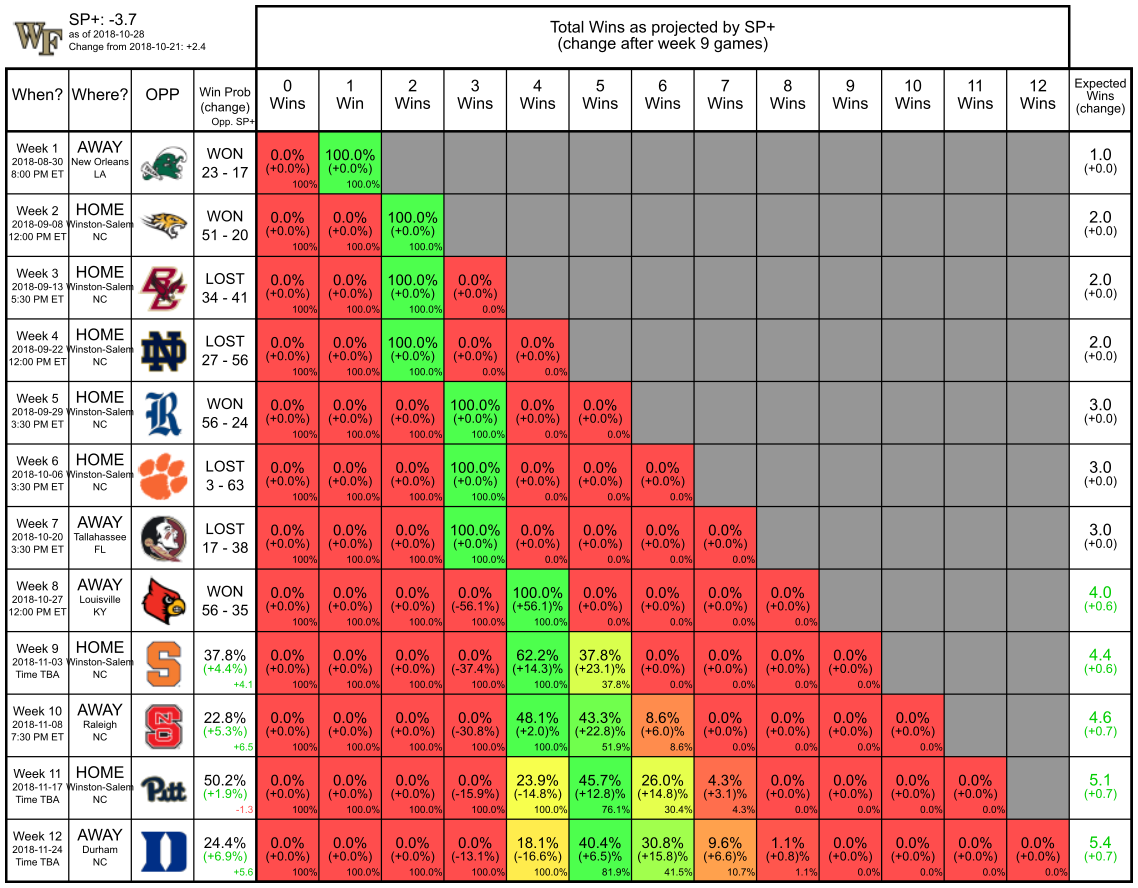 WF
SP+: -3.7
as of 2018-10-28
Change from 2018-10-21: +2.4
Total Wins as projected by SP+
(change after week 9 games)
When? Where? OPP Win Prob (change) Opp. SP+ 0 Wins 1 Win 2 Wins 3 Wins 4 Wins 5 Wins 6 Wins 7 Wins 8 Wins 9 Wins 10 Wins 11 Wins 12 Wins Expected Wins (change)
Week 1 AWAY WON 0.0% 100.0% 1.0
2018-08-30 New Orleans 23 - 17 (+0.0%) (+0.0%) (+0.0)
8:00 PM ET LA 100% 100.0%
Week 2 HOME WON 0.0% 0.0% 100.0% 2.0
2018-09-08 Winston-Salem 51 - 20 (+0.0%) (+0.0%) (+0.0%) (+0.0)
12:00 PM ET NC 100% 100.0% 100.0%
Week 3 HOME BC LOST 0.0% 0.0% 100.0% 0.0% 2.0
2018-09-13 Winston-Salem 34 - 41 (+0.0%) (+0.0%) (+0.0%) (+0.0%) (+0.0)
5:30 PM ET NC 100% 100.0% 100.0% 0.0%
Week 4 HOME ND LOST 0.0% 0.0% 100.0% 0.0% 0.0% 2.0
2018-09-22 Winston-Salem 27 - 56 (+0.0%) (+0.0%) (+0.0%) (+0.0%) (+0.0%) (+0.0)
12:00 PM ET NC 100% 100.0% 100.0% 0.0% 0.0%
Week 5 HOME R WON 0.0% 0.0% 0.0% 100.0% 0.0% 0.0% 3.0
2018-09-29 Winston-Salem 56 - 24 (+0.0%) (+0.0%) (+0.0%) (+0.0%) (+0.0%) (+0.0%) (+0.0)
3:30 PM ET NC 100% 100.0% 100.0% 100.0% 0.0% 0.0%
Week 6 HOME LOST 0.0% 0.0% 0.0% 100.0% 0.0% 0.0% 0.0% 3.0
2018-10-06 Winston-Salem 3 - 63 (+0.0%) (+0.0%) (+0.0%) (+0.0%) (+0.0%) (+0.0%) (+0.0%) (+0.0)
3:30 PM ET NC 100% 100.0% 100.0% 100.0% 0.0% 0.0% 0.0%
Week 7 AWAY LOST 0.0% 0.0% 0.0% 100.0% 0.0% 0.0% 0.0% 0.0% 3.0
2018-10-20 Tallahassee 17 - 38 (+0.0%) (+0.0%) (+0.0%) (+0.0%) (+0.0%) (+0.0%) (+0.0%) (+0.0%) (+0.0)
3:30 PM ET FL 100% 100.0% 100.0% 100.0% 0.0% 0.0% 0.0% 0.0%
Week 8 AWAY WON 0.0% 0.0% 0.0% 0.0% 100.0% 0.0% 0.0% 0.0% 0.0% 4.0
2018-10-27 Louisville 56 - 35 (+0.0%) (+0.0%) (+0.0%) (-56.1%) (+56.1)% (+0.0%) (+0.0%) (+0.0%) (+0.0%) (+0.6)
12:00 PM ET KY 100% 100.0% 100.0% 100.0% 100.0% 0.0% 0.0% 0.0% 0.0%
Week 9 HOME S 37.8% 0.0% 0.0% 0.0% 0.0% 62.2% 37.8% 0.0% 0.0% 0.0% 0.0% 4.4
2018-11-03 Winston-Salem (+4.4%) (+0.0%) (+0.0%) (+0.0%) (-37.4%) (+14.3)% (+23.1)% (+0.0%) (+0.0%) (+0.0%) (+0.0%) (+0.6)
Time TBA NC +4.1 100% 100.0% 100.0% 100.0% 100.0% 37.8% 0.0% 0.0% 0.0% 0.0%
Week 10 AWAY NCS 22.8% 0.0% 0.0% 0.0% 0.0% 48.1% 43.3% 8.6% 0.0% 0.0% 0.0% 0.0% 4.6
2018-11-08 Raleigh (+5.3%) (+0.0%) (+0.0%) (+0.0%) (-30.8%) (+2.0)% (+22.8)% (+6.0)% (+0.0%) (+0.0%) (+0.0%) (+0.0%) (+0.7)
7:30 PM ET NC +6.5 100% 100.0% 100.0% 100.0% 100.0% 51.9% 8.6% 0.0% 0.0% 0.0% 0.0%
Week 11 HOME Pitt 50.2% 0.0% 0.0% 0.0% 0.0% 23.9% 45.7% 26.0% 4.3% 0.0% 0.0% 0.0% 0.0% 5.1
2018-11-17 Winston-Salem (+1.9%) (+0.0%) (+0.0%) (+0.0%) (-15.9%) (-14.8%) (+12.8)% (+14.8)% (+3.1)% (+0.0%) (+0.0%) (+0.0%) (+0.0%) (+0.7)
Time TBA NC -1.3 100% 100.0% 100.0% 100.0% 100.0% 76.1% 30.4% 4.3% 0.0% 0.0% 0.0% 0.0%
Week 12 AWAY D 24.4% 0.0% 0.0% 0.0% 0.0% 18.1% 40.4% 30.8% 9.6% 1.1% 0.0% 0.0% 0.0% 0.0% 5.4
2018-11-24 Durham (+6.9%) (+0.0%) (+0.0%) (+0.0%) (-13.1%) (-16.6%) (+6.5)% (+15.8)% (+6.6)% (+0.8)% (+0.0%) (+0.0%) (+0.0%) (+0.0%) (+0.7)
Time TBA NC +5.6 100% 100.0% 100.0% 100.0% 100.0% 81.9% 41.5% 10.7% 1.1% 0.0% 0.0% 0.0% 0.0%